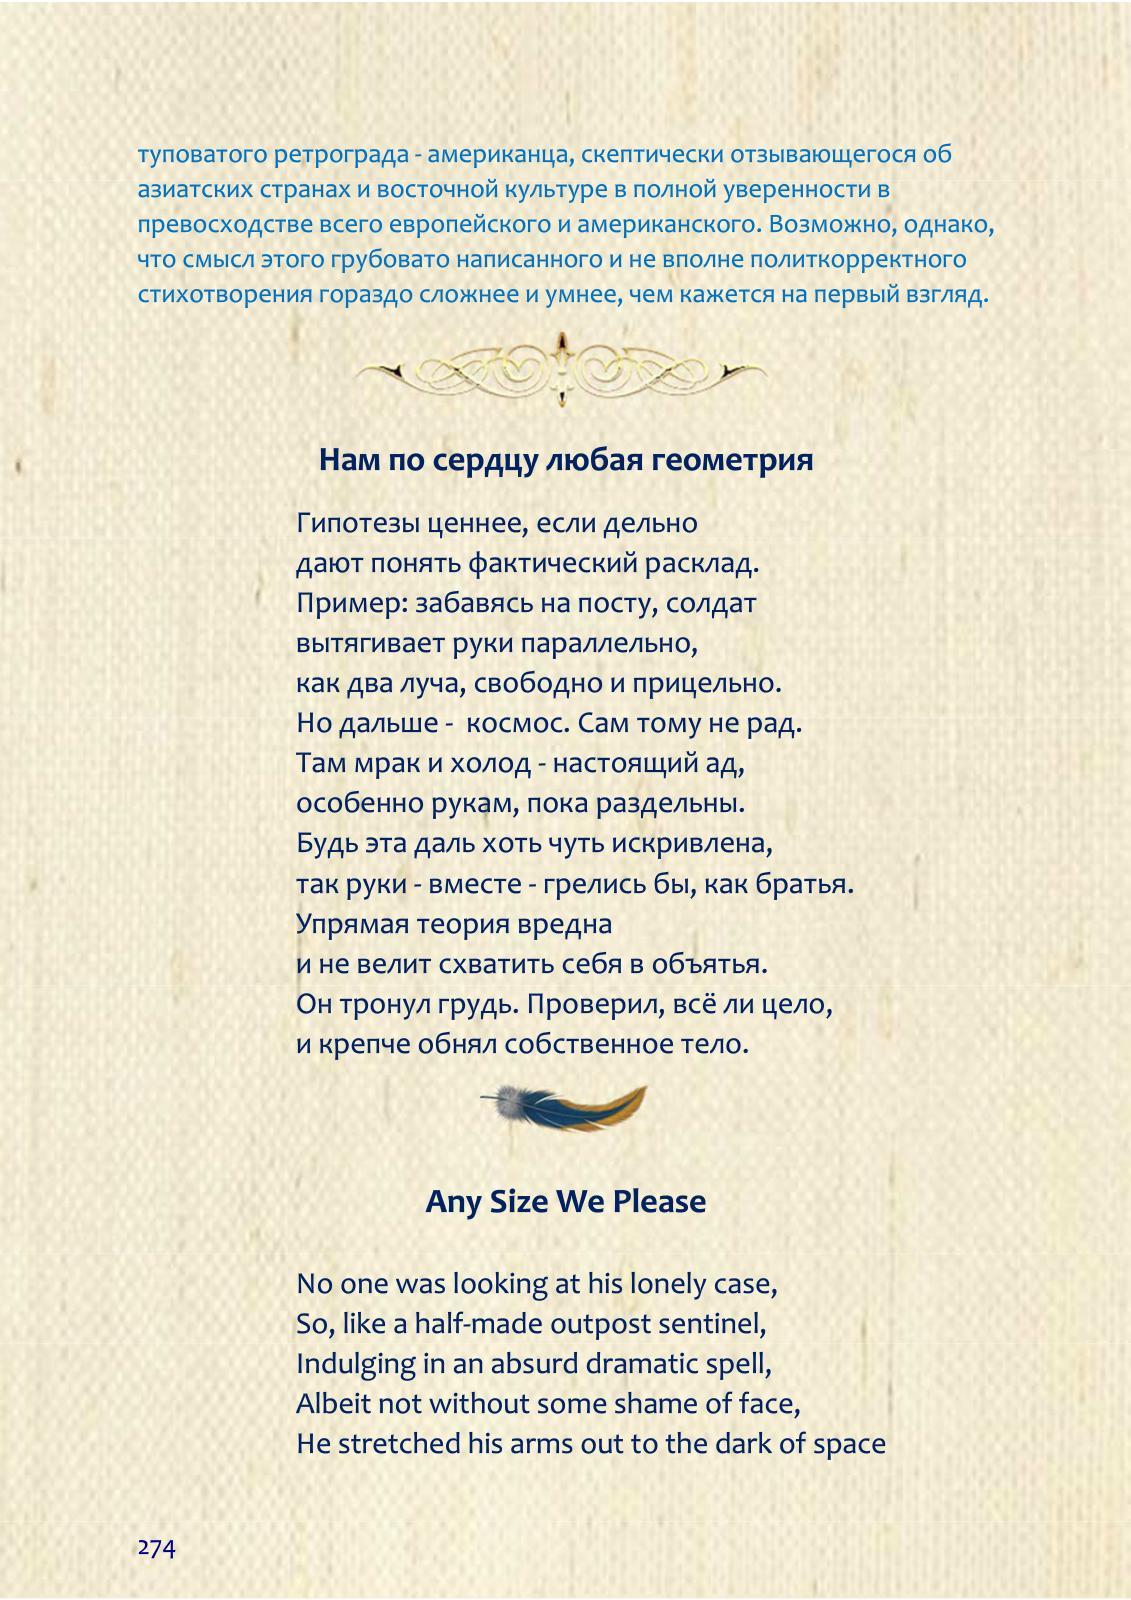 туповатого ретрограда - американца, скептически отзывающегося об
азиатских странах и восточной культуре в полной уверенности в
превосходстве всего европейского и американского. Возможно, однако,
что смысл этого грубовато написанного и не вполне политкорректного
стихотворения гораздо сложнее и умнее, чем кажется на первый взгляд.
Нам по сердцу любая геометрия
Гипотезы ценнее, если дельно
дают понять фактический расклад.
Пример: забавясь на посту, солдат
вытягивает руки параллельно,
как два луча, свободно и прицельно.
Но дальше -  космос. Сам тому не рад.
Там мрак и холод - настоящий ад,
особенно рукам, пока раздельны.
Будь эта даль хоть чуть искривлена,
так руки - вместе - грелись бы, как братья.
Упрямая теория вредна
и не велит схватить себя в объятья.
Он тронул грудь. Проверил, всё ли цело,
и крепче обнял собственное тело.
Any Size We Please
No one was looking at his lonely case,
So, like a half-made outpost sentinel,
Indulging in an absurd dramatic spell,
Albeit not without some shame of face,
He stretched his arms out to the dark of space
274